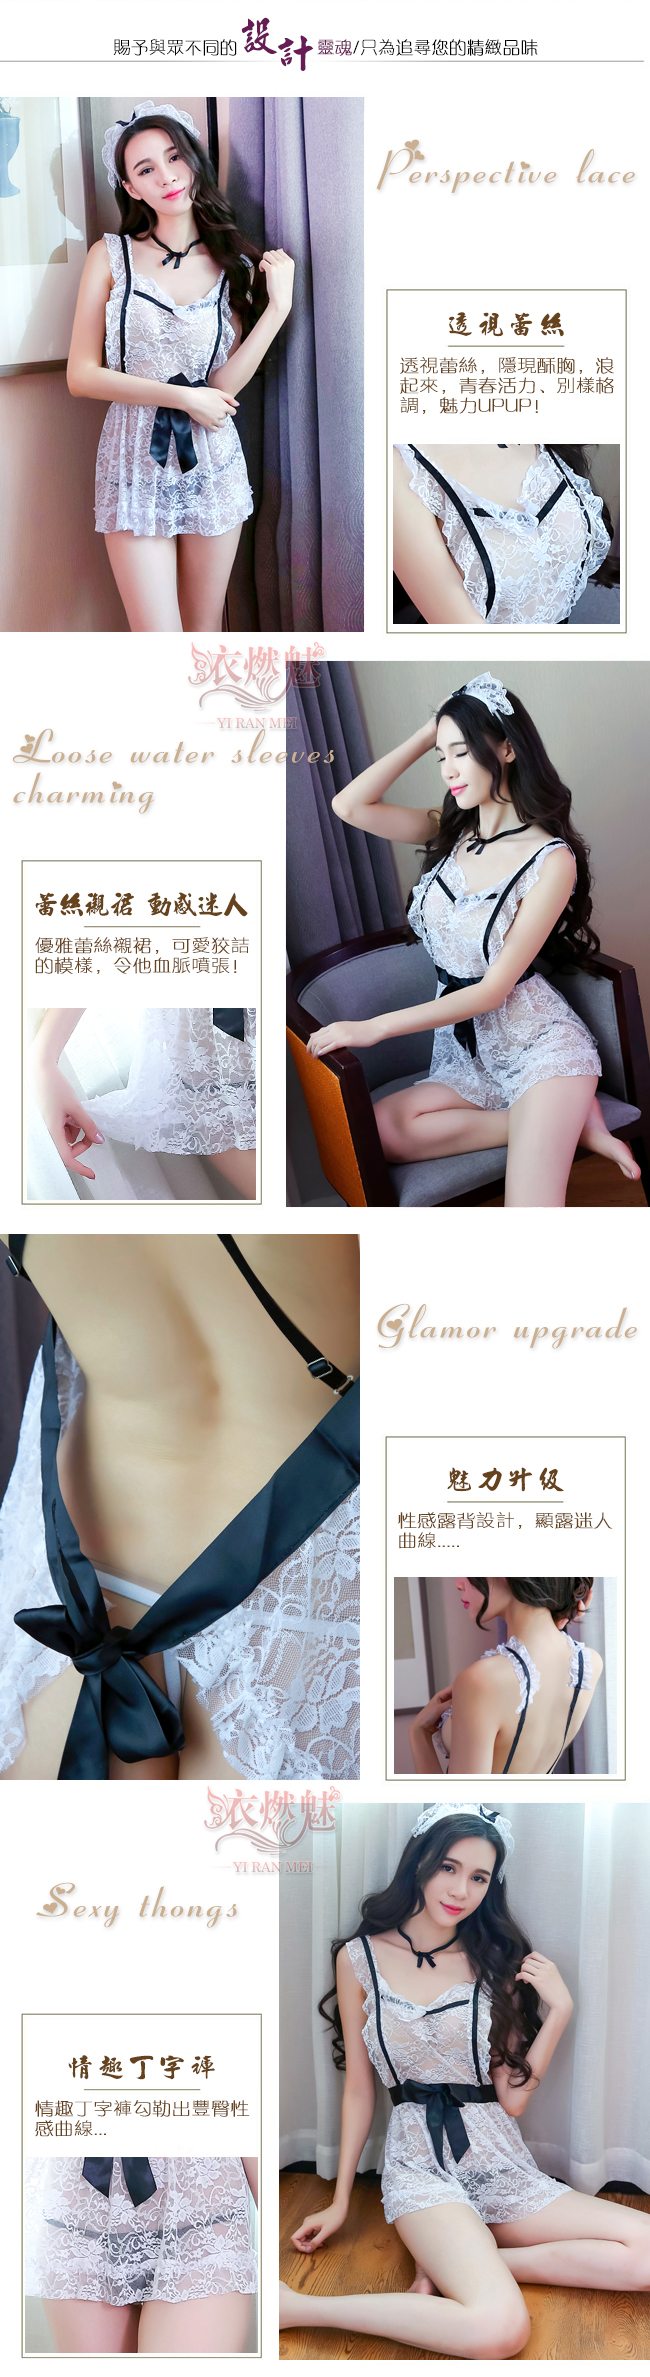 賜予與眾不同的設計靈魂/只為追尋您的精緻品味
Perspective lace
透視蕾絲
透視蕾絲，隱現酥胸，浪
起來，青春活力、別樣格
調，魅力UPUP！
衣燃魅
YI RAN MEI
Loose water sleeves
charming
蕾絲襯裙 動感迷人
優雅蕾絲襯裙，可愛狡詰
的模樣，令他血脈噴張！
Glamor upgrade
魅力升级
性感露背設計，顯露迷人
曲線.....
衣燃魅
YI RAN MEI
Sexy thongs
情趣丁字褲
情趣丁字褲勾勒出豐臀性
感曲線...